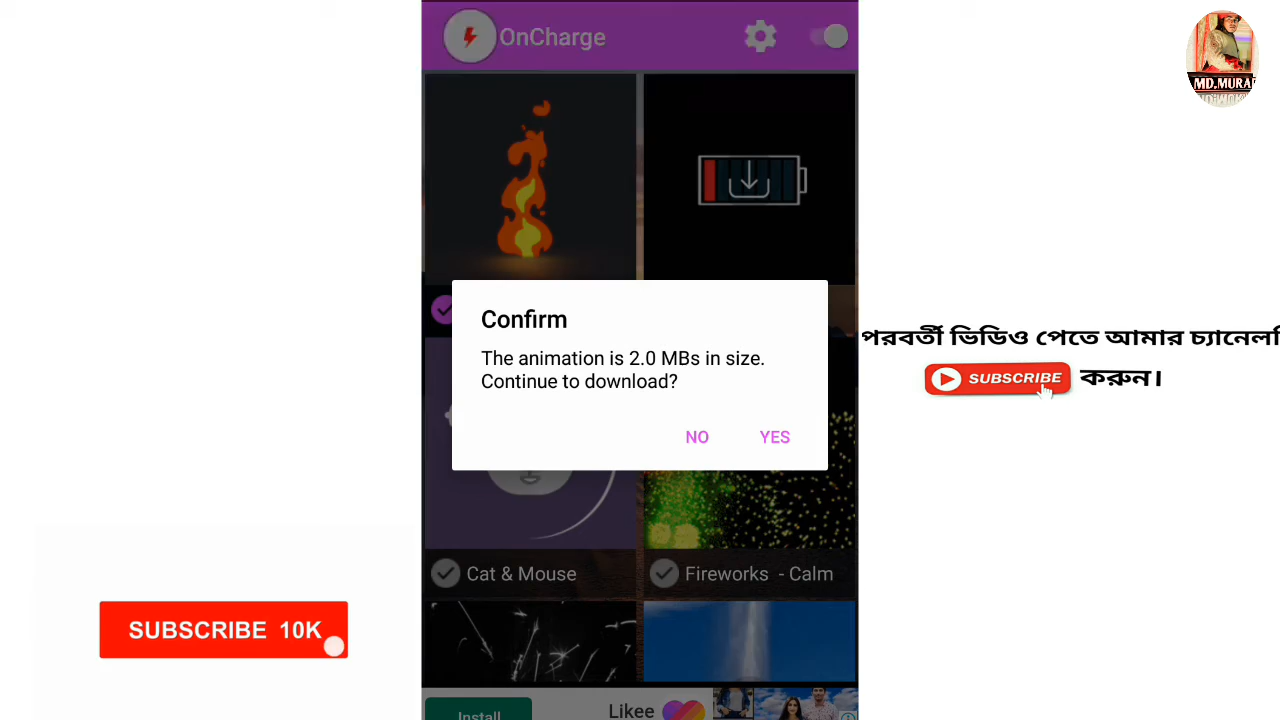 OnCharge
MD.MURA
Confirm
The animation is 2.0 MBs in size.
Continue to download?
NO YES
পরবর্তী ভিডিও পেতে আমার চ্যানেলটি
SUBSCRIBE করুন।
Cat & Mouse
Fireworks - Calm
SUBSCRIBE 10K
Install
Likee